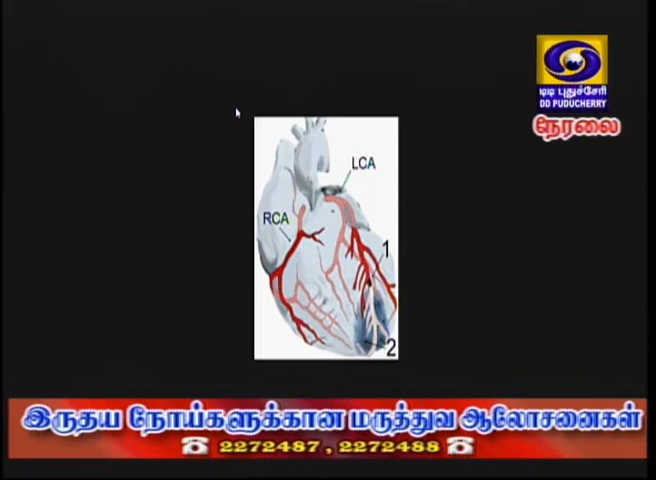 டிடி புதுச்சேரி
DD PUDUCHERRY
நேரலை
LCA
RCA
1
2
இருதய நோய்களுக்கான மருத்துவ ஆலோசனைகள்
2272487 , 2272488